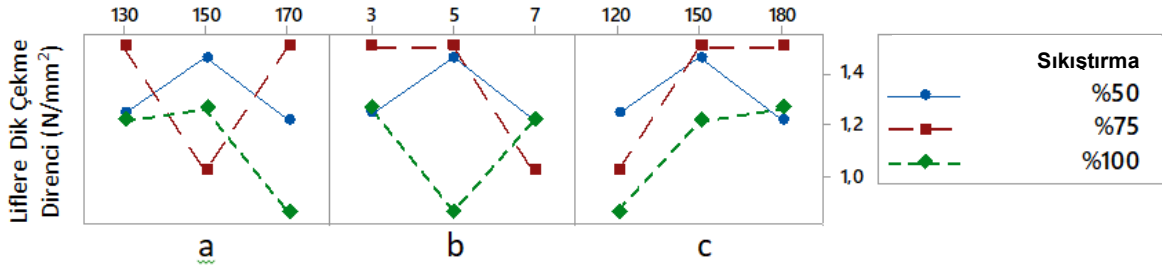 130 150 170 3 5 7 120 150 180
Liflere Dik Çekme
Direnci (N/mm²)
1,4
1,2
1,0
Sıkıştırma
%50
%75
%100
a b c